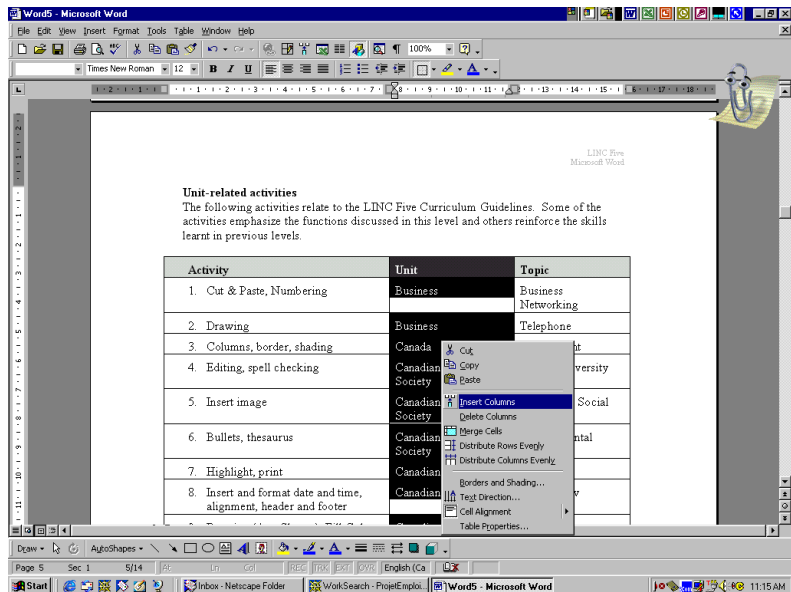 Word5 - Microsoft Word
File Edit View Insert Format Tools Table Window Help
100%
Times New Roman 12 B I U
LINC Five
Microsoft Word
Unit-related activities
The following activities relate to the LINC Five Curriculum Guidelines. Some of the
activities emphasize the functions discussed in this level and others reinforce the skills
learnt in previous levels.
Activity Unit Topic
1. Cut & Paste, Numbering Business Business
Networking
2. Drawing Business Telephone
3. Columns, border, shading Canada ht
4. Editing, spell checking Canadian versity
Society
5. Insert image Canadian Social
Society
6. Bullets, thesaurus Canadian ntal
Society
7. Highlight, print Canadian
8. Insert and format date and time, Canadian
alignment, header and footer
Cut
Copy
Paste
Insert Columns
Delete Columns
Merge Cells
Distribute Rows Evenly
Distribute Columns Evenly
Borders and Shading...
Text Direction...
Cell Alignment
Table Properties...
Draw AutoShapes
Page 5 Sec 1 5/14 At Ln Col REC TRK EXT OVR English (Ca
Start Inbox - Netscape Folder WorkSearch - ProjetEmploi... Word5 - Microsoft Word 11:15 AM